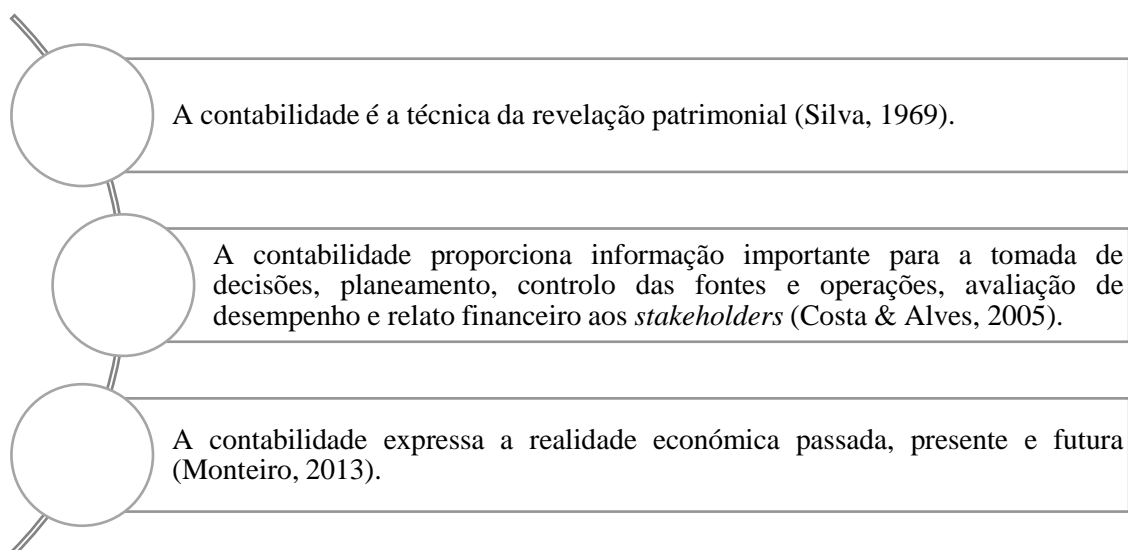 A contabilidade é a técnica da revelação patrimonial (Silva, 1969).
A contabilidade proporciona informação importante para a tomada de
decisões, planeamento, controlo das fontes e operações, avaliação de
desempenho e relato financeiro aos stakeholders (Costa & Alves, 2005).
A contabilidade expressa a realidade económica passada, presente e futura
(Monteiro, 2013).